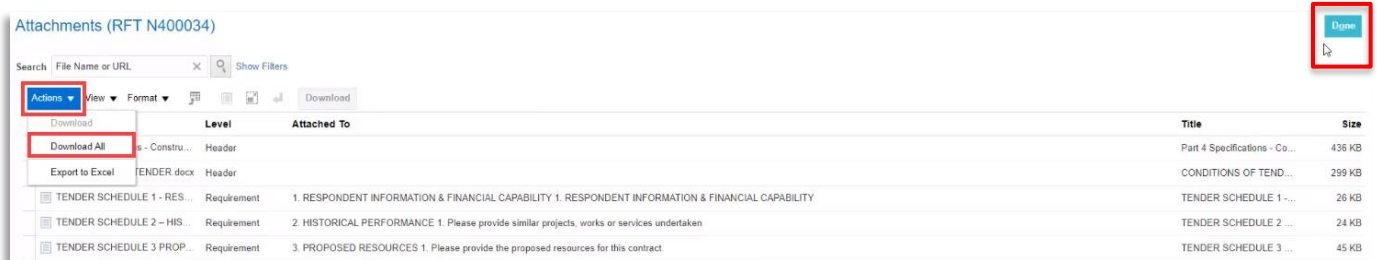 Attachments (RFT N400034)
Done
Search File Name or URL Show Filters
Actions View Format Download
Download
Download All
Export to Excel
Level Attached To Title Size
s - Constru... Header Part 4 Specifications - Co... 436 KB
TENDER.docx Header CONDITIONS OF TEND... 299 KB
TENDER SCHEDULE 1 - RES... Requirement 1. RESPONDENT INFORMATION & FINANCIAL CAPABILITY 1. RESPONDENT INFORMATION & FINANCIAL CAPABILITY TENDER SCHEDULE 1 -... 26 KB
TENDER SCHEDULE 2 – HIS... Requirement 2. HISTORICAL PERFORMANCE 1. Please provide similar projects, works or services undertaken TENDER SCHEDULE 2 ... 24 KB
TENDER SCHEDULE 3 PROP... Requirement 3. PROPOSED RESOURCES 1. Please provide the proposed resources for this contract. TENDER SCHEDULE 3 ... 45 KB